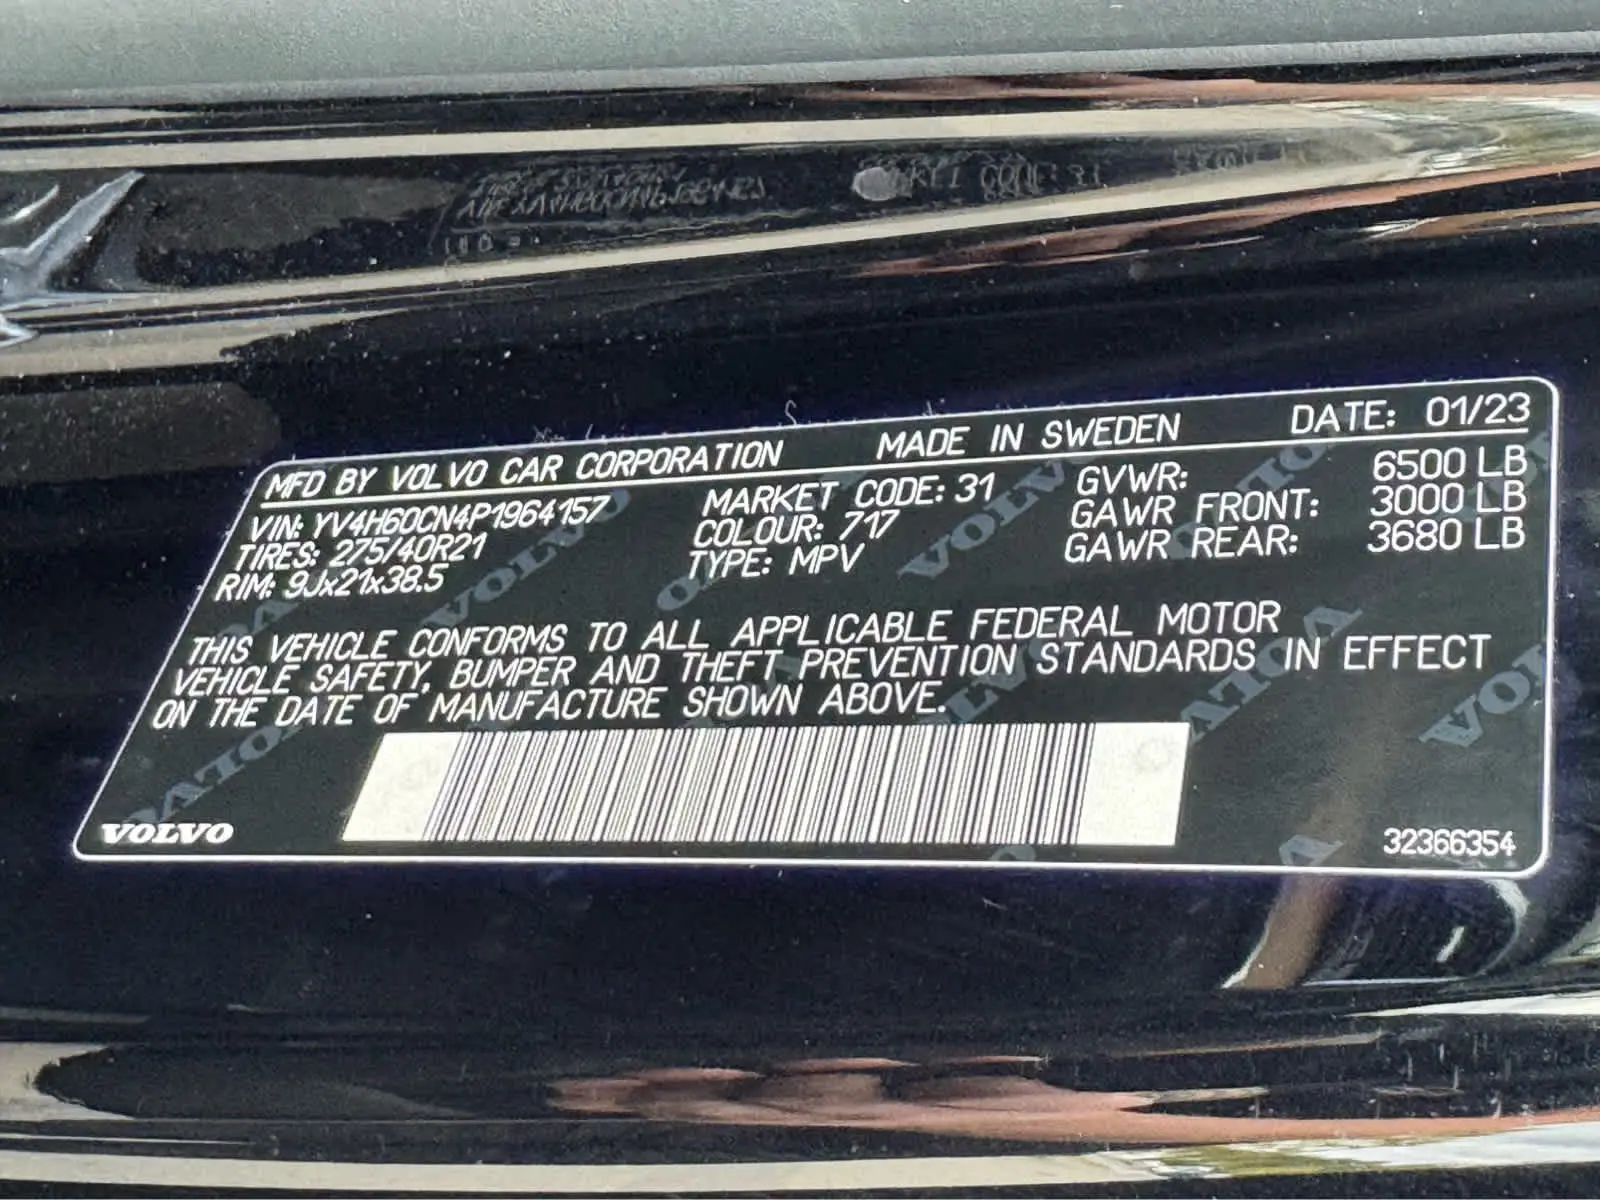 MFD BY VOLVO CAR CORPORATION MADE IN SWEDEN DATE: 01/23
VIN: YV4H60CN4P1964157 MARKET CODE: 31 GVWR: 6500 LB
TIRES: 275/40R21 COLOUR: 717 GAWR FRONT: 3000 LB
RIM: 9Jx21x38.5 TYPE: MPV GAWR REAR: 3680 LB
THIS VEHICLE CONFORMS TO ALL APPLICABLE FEDERAL MOTOR
VEHICLE SAFETY, BUMPER AND THEFT PREVENTION STANDARDS IN EFFECT
ON THE DATE OF MANUFACTURE SHOWN ABOVE.
VOLVO 32366354